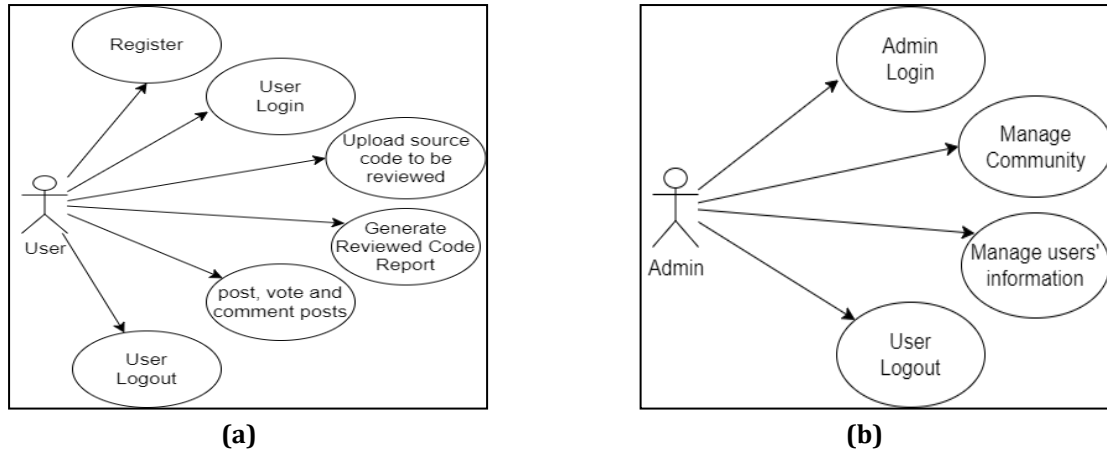 Register
User
Login
Upload source
code to be
reviewed
User
Generate
Reviewed Code
Report
post, vote and
comment posts
User
Logout
(a)
Admin
Login
Manage
Community
Admin
Manage users'
information
User
Logout
(b)